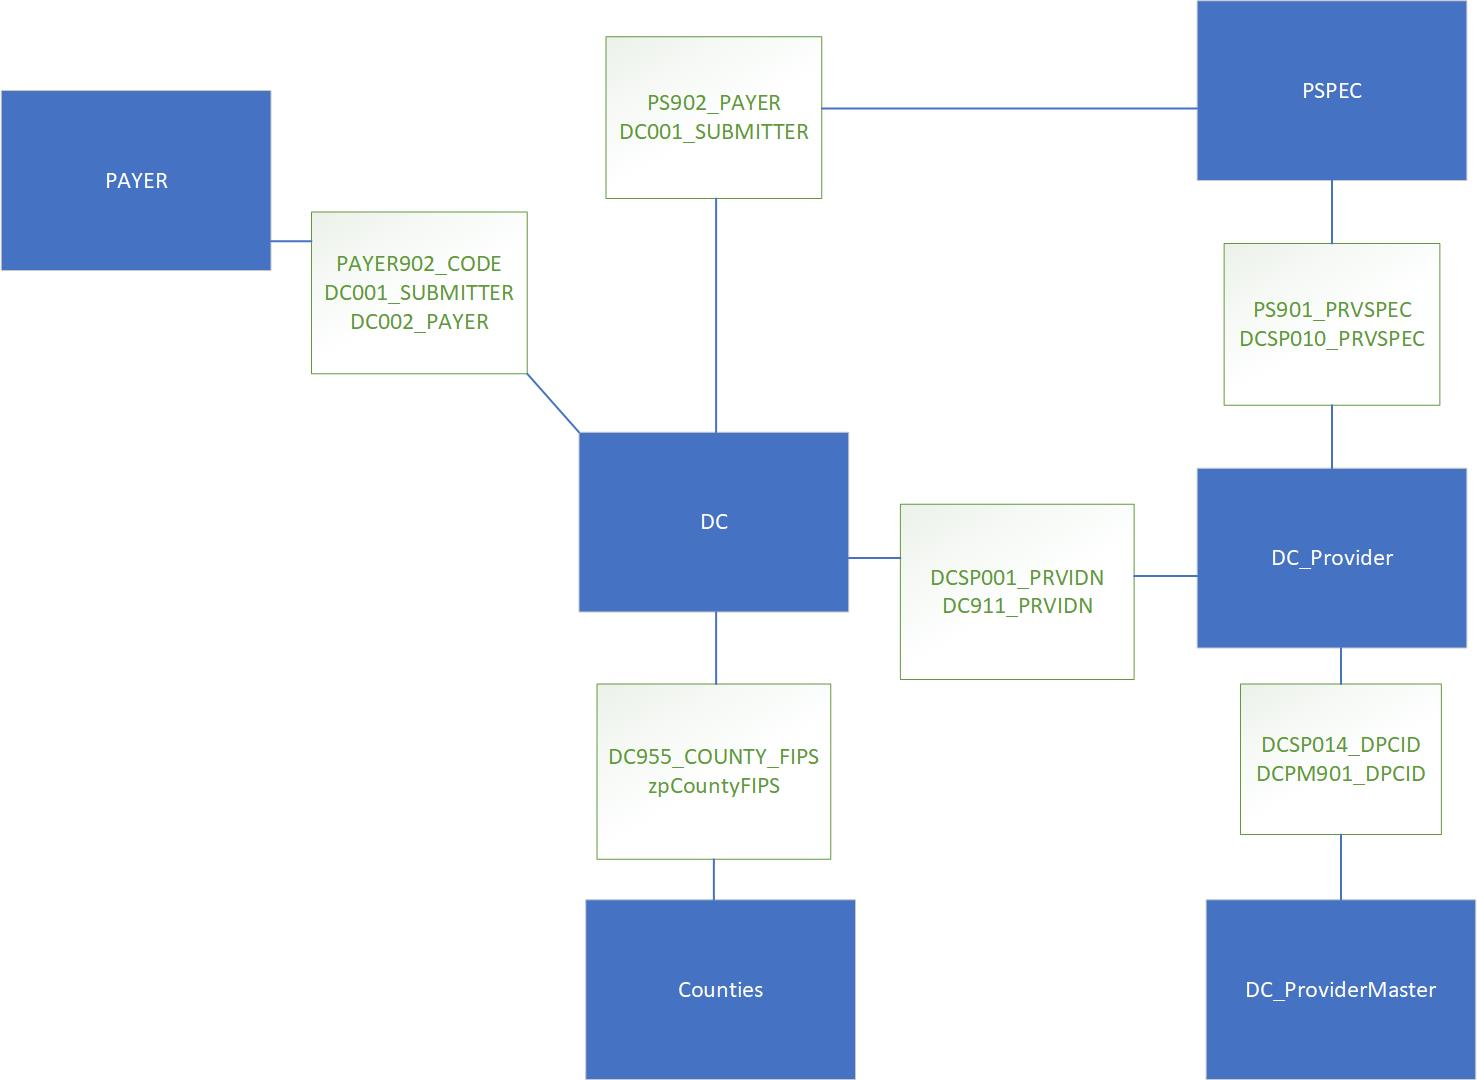 PSPEC
PS902_PAYER
DC001_SUBMITTER
PAYER
PAYER902_CODE
DC001_SUBMITTER
DC002_PAYER
PS901_PRVSPEC
DCSP010_PRVSPEC
DC
DCSP001_PRVIDN
DC911_PRVIDN
DC_Provider
DC955_COUNTY_FIPS
zpCountyFIPS
DCSP014_DPCID
DCPM901_DPCID
Counties
DC_ProviderMaster